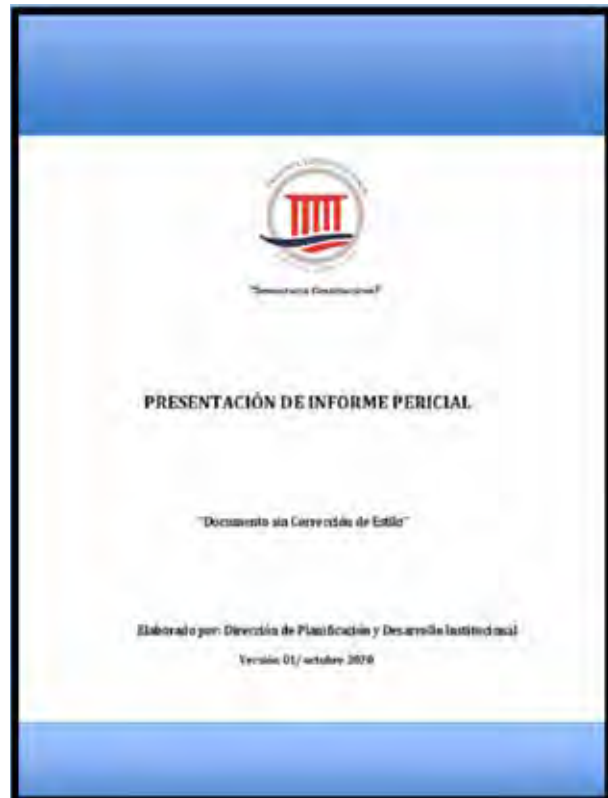 PRESENTACIÓN DE INFORME PERICIAL
"Documento sin Corrección de Estilo"
Elaborado por: Dirección de Planificación y Desarrollo Institucional
Versión 01/ octubre 2020